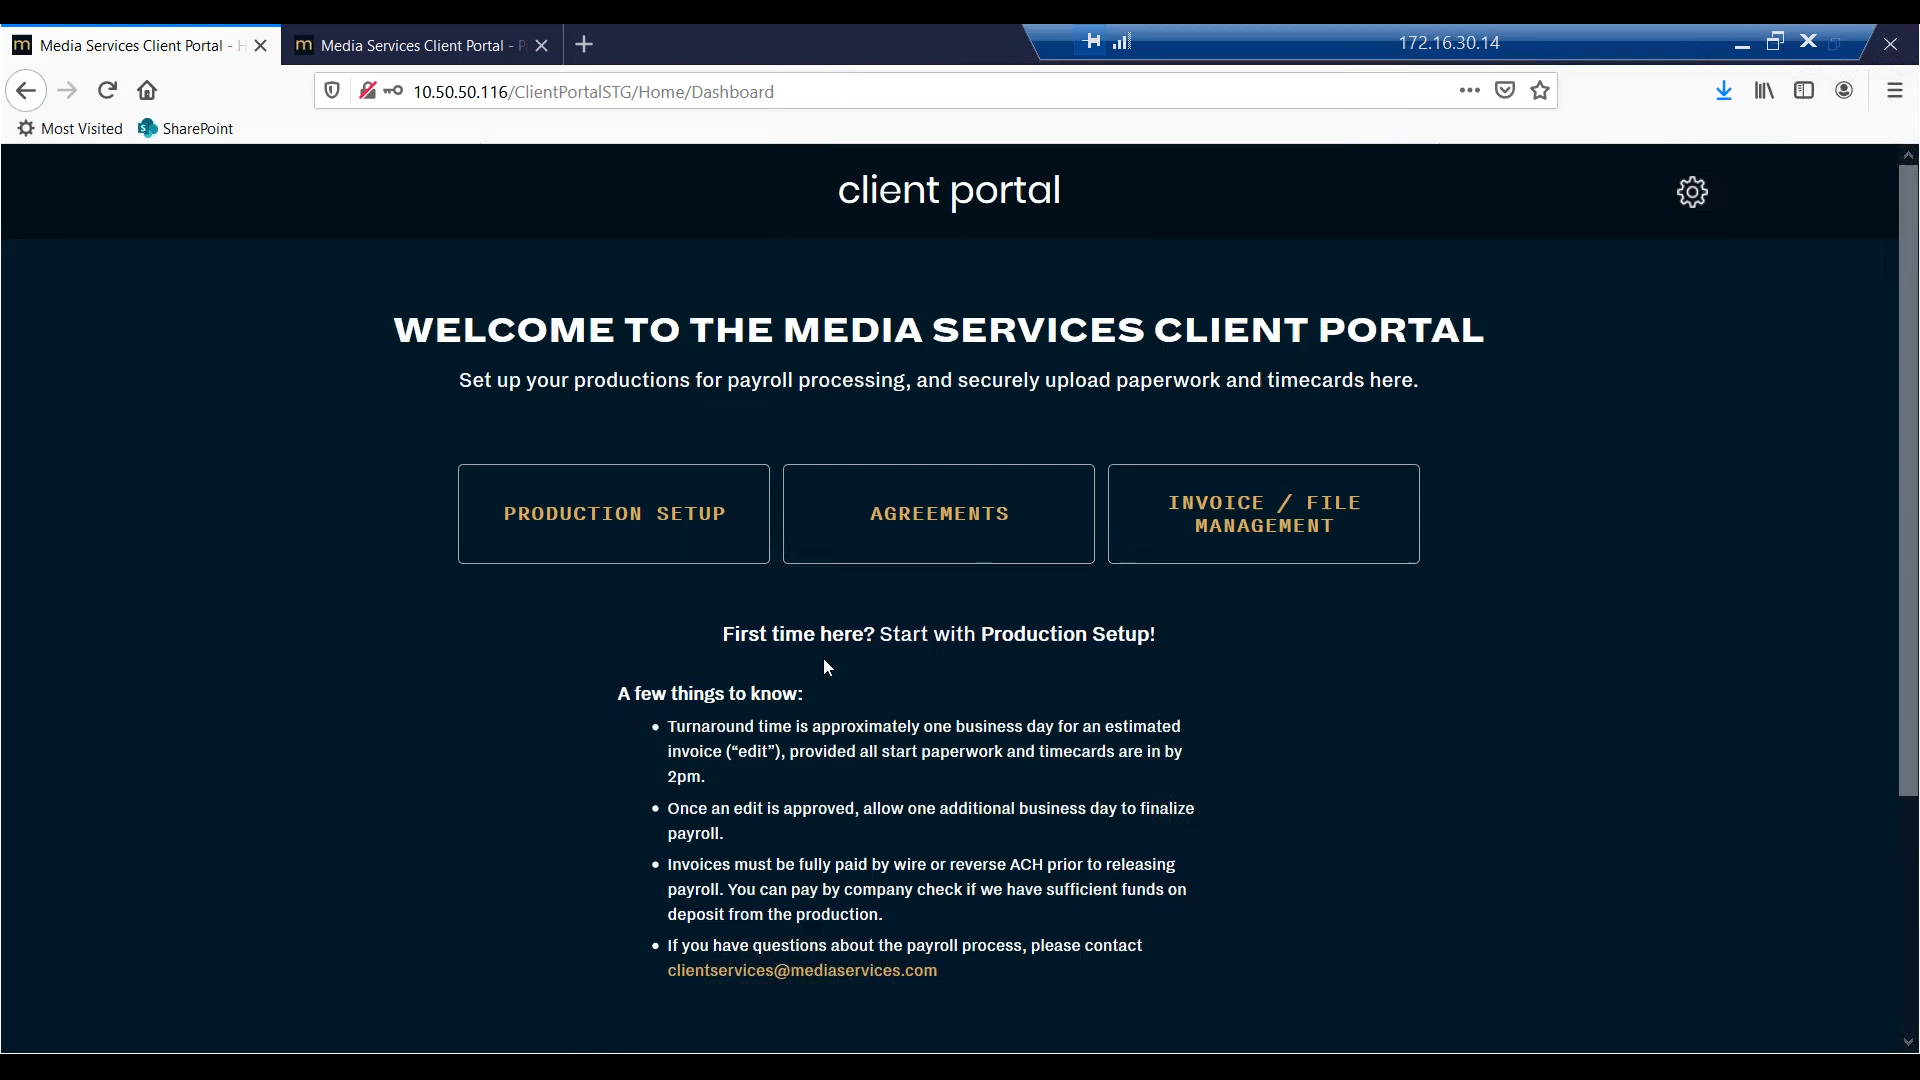 Media Services Client Portal - H
Media Services Client Portal -
172.16.30.14
10.50.50.116/ClientPortalSTG/Home/Dashboard
Most Visited
SharePoint
client portal
WELCOME TO THE MEDIA SERVICES CLIENT PORTAL
Set up your productions for payroll processing, and securely upload paperwork and timecards here.
PRODUCTION SETUP
AGREEMENTS
INVOICE / FILE
MANAGEMENT
First time here? Start with Production Setup!
A few things to know:
• Turnaround time is approximately one business day for an estimated
invoice (“edit”), provided all start paperwork and timecards are in by
2pm.
• Once an edit is approved, allow one additional business day to finalize
payroll.
• Invoices must be fully paid by wire or reverse ACH prior to releasing
payroll. You can pay by company check if we have sufficient funds on
deposit from the production.
• If you have questions about the payroll process, please contact
clientservices@mediaservices.com